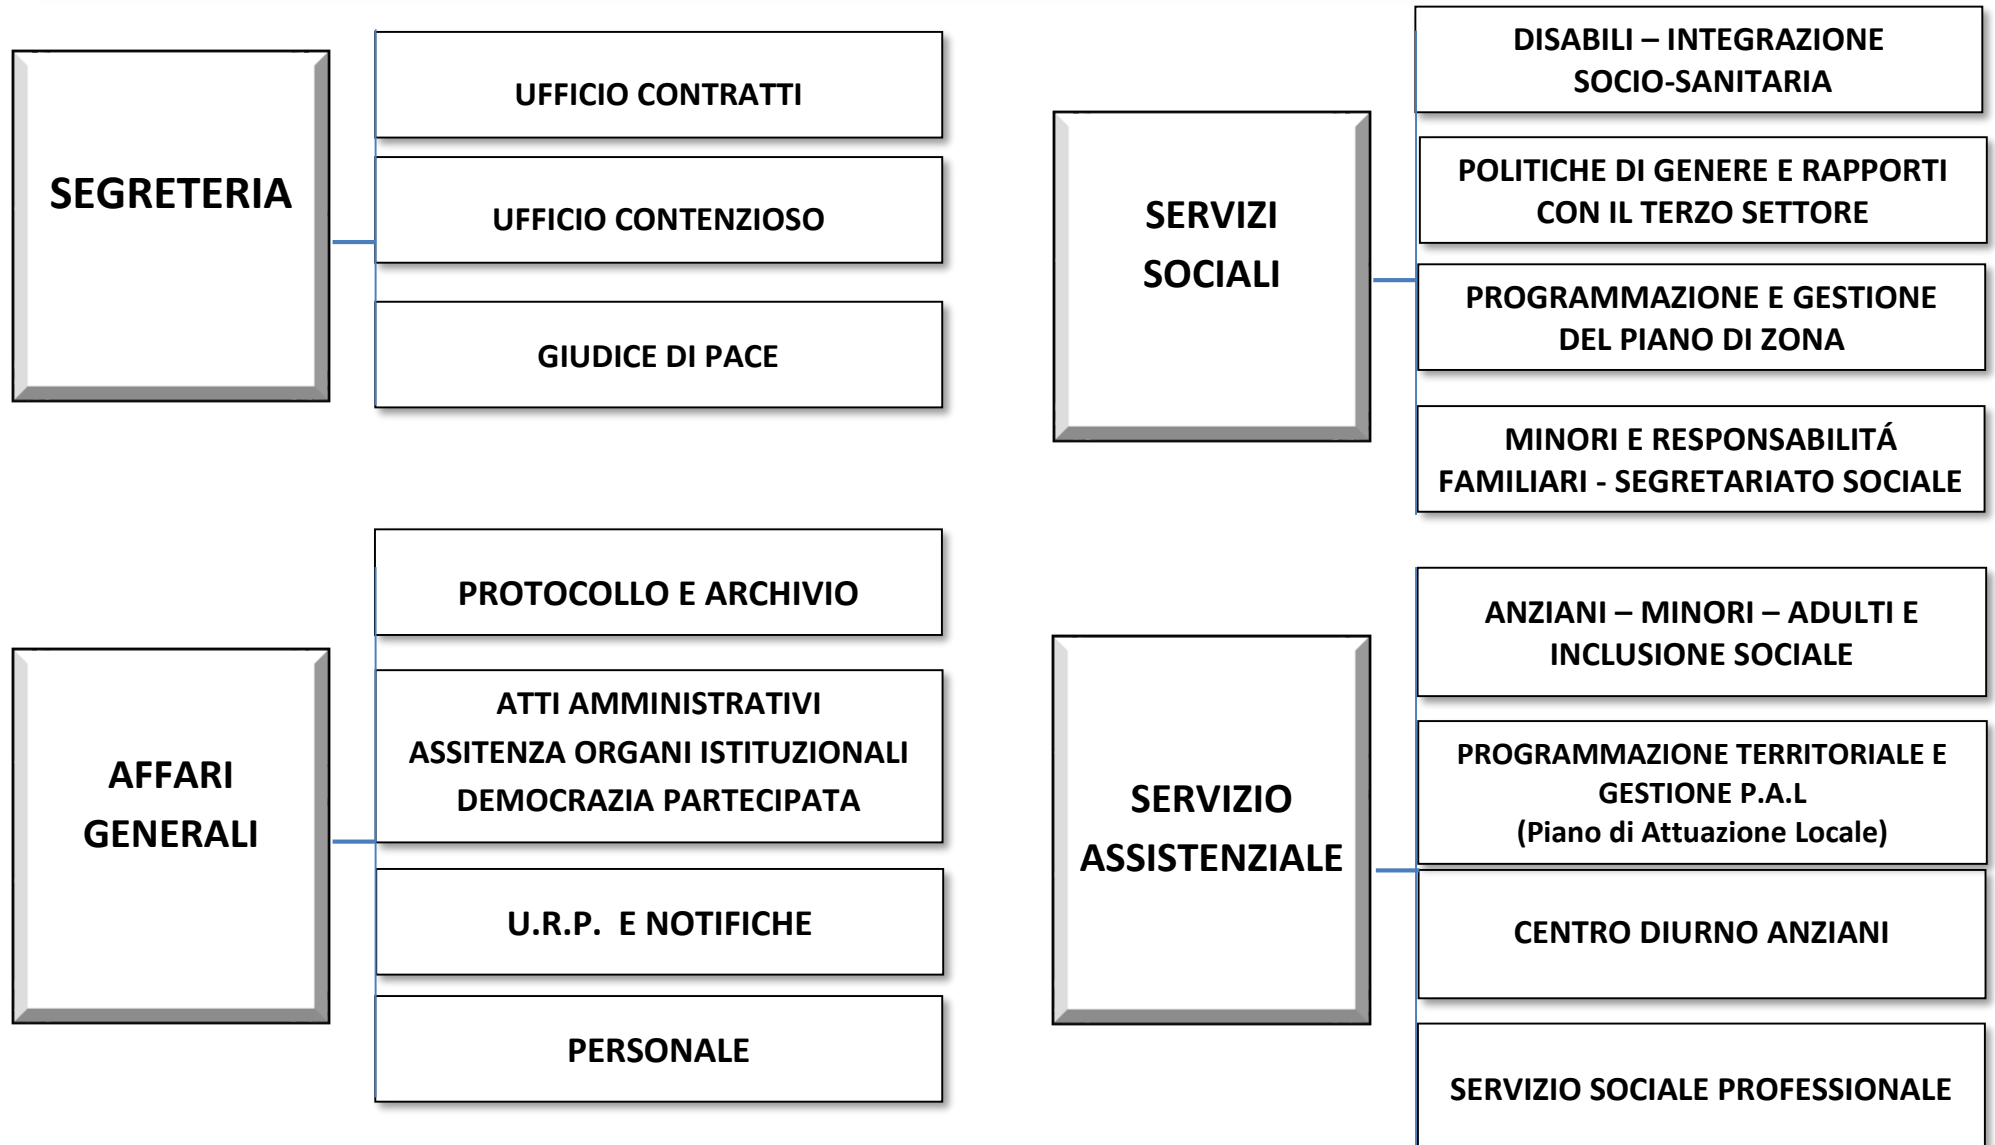 SEGRETERIA
UFFICIO CONTRATTI
UFFICIO CONTENZIOSO
GIUDICE DI PACE
AFFARI
GENERALI
PROTOCOLLO E ARCHIVIO
ATTI AMMINISTRATIVI
ASSITENZA ORGANI ISTITUZIONALI
DEMOCRAZIA PARTECIPATA
U.R.P. E NOTIFICHE
PERSONALE
SERVIZI
SOCIALI
DISABILI – INTEGRAZIONE
SOCIO-SANITARIA
POLITICHE DI GENERE E RAPPORTI
CON IL TERZO SETTORE
PROGRAMMAZIONE E GESTIONE
DEL PIANO DI ZONA
MINORI E RESPONSABILITÁ
FAMILIARI - SEGRETARIATO SOCIALE
SERVIZIO
ASSISTENZIALE
ANZIANI – MINORI – ADULTI E
INCLUSIONE SOCIALE
PROGRAMMAZIONE TERRITORIALE E
GESTIONE P.A.L
(Piano di Attuazione Locale)
CENTRO DIURNO ANZIANI
SERVIZIO SOCIALE PROFESSIONALE